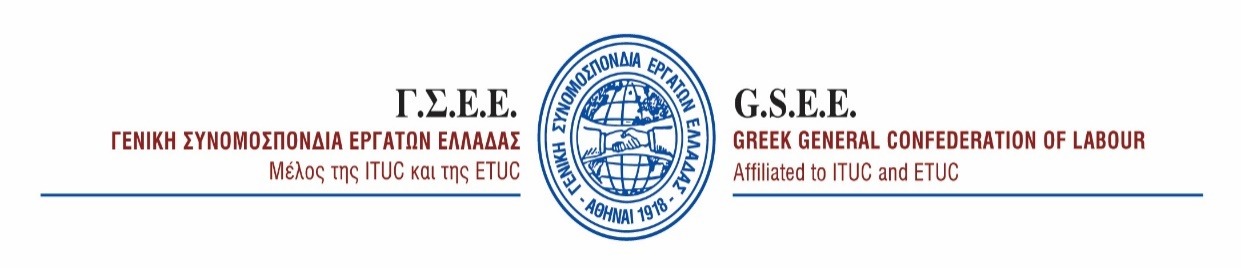 Γ.Σ.Ε.Ε.
ΓΕΝΙΚΗ ΣΥΝΟΜΟΣΠΟΝΔΙΑ ΕΡΓΑΤΩΝ ΕΛΛΑΔΑΣ
Μέλος της ITUC και της ETUC
ΓΕΝΙΚΗ ΣΥΝΟΜΟΣΠΟΝΔΙΑ ΕΡΓΑΤΩΝ ΕΛΛΑΔΑΣ
- ΑΘΗΝΑΙ 1918 -
G.S.E.E.
GREEK GENERAL CONFEDERATION OF LABOUR
Affiliated to ITUC and ETUC